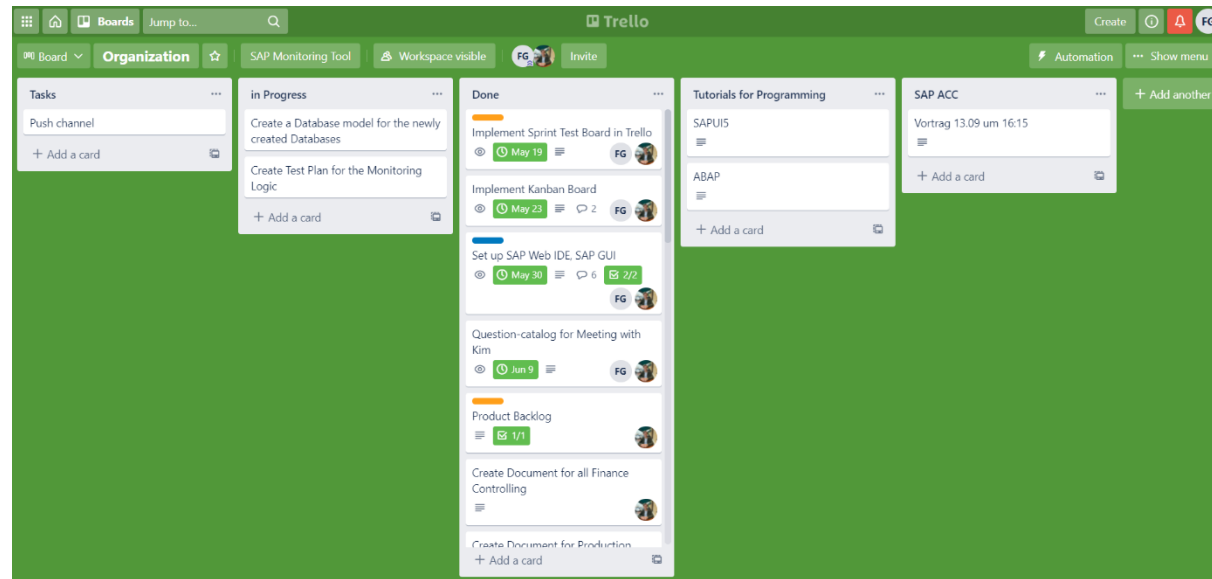 Boards
Jump to...
Trello
Create
FG
Board
Organization
SAP Monitoring Tool
Workspace visible
FG
Invite
Automation
... Show menu
Tasks
Push channel
+ Add a card
in Progress
Create a Database model for the newly
created Databases
Create Test Plan for the Monitoring
Logic
+ Add a card
Done
Implement Sprint Test Board in Trello
May 19
FG
Implement Kanban Board
May 23
2
FG
Set up SAP Web IDE, SAP GUI
May 30
6
2/2
FG
Question-catalog for Meeting with
Kim
Jun 9
FG
Product Backlog
1/1
Create Document for all Finance
Controlling
Create Document for Production
+ Add a card
Tutorials for Programming
SAPUI5
ABAP
+ Add a card
SAP ACC
Vortrag 13.09 um 16:15
+ Add a card
+ Add another